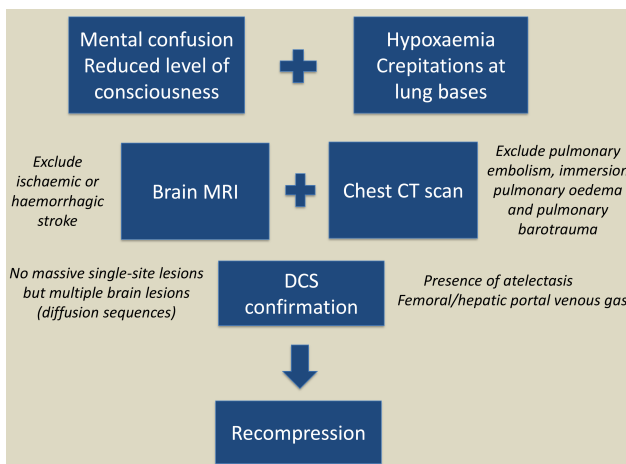 Mental confusion
Reduced level of
consciousness
Hypoxaemia
Crepitations at
lung bases
Exclude
ischaemic or
haemorrhagic
stroke
Brain MRI
Chest CT scan
Exclude pulmonary
embolism, immersion
pulmonary oedema
and pulmonary
barotrauma
No massive single-site lesions
but multiple brain lesions
(diffusion sequences)
DCS
confirmation
Presence of atelectasis
Femoral/hepatic portal venous gas
Recompression